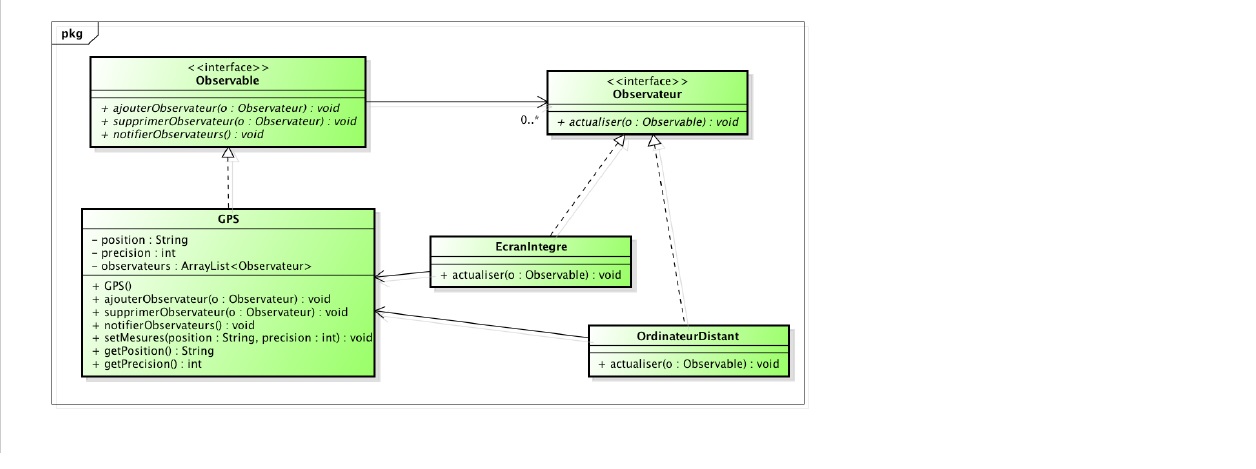 pkg
<<interface>>
Observable
+ ajouterObservateur(o : Observateur) : void
+ supprimerObservateur(o : Observateur) : void
+ notifierObservateurs() : void
<<interface>>
Observateur
+ actualiser(o : Observable) : void
0..*
GPS
- position : String
- precision : int
- observateurs : ArrayList<Observateur>
+ GPS()
+ ajouterObservateur(o : Observateur) : void
+ supprimerObservateur(o : Observateur) : void
+ notifierObservateurs() : void
+ setMesures(position : String, precision : int) : void
+ getPosition() : String
+ getPrecision() : int
EcranIntegre
+ actualiser(o : Observable) : void
OrdinateurDistant
+ actualiser(o : Observable) : void